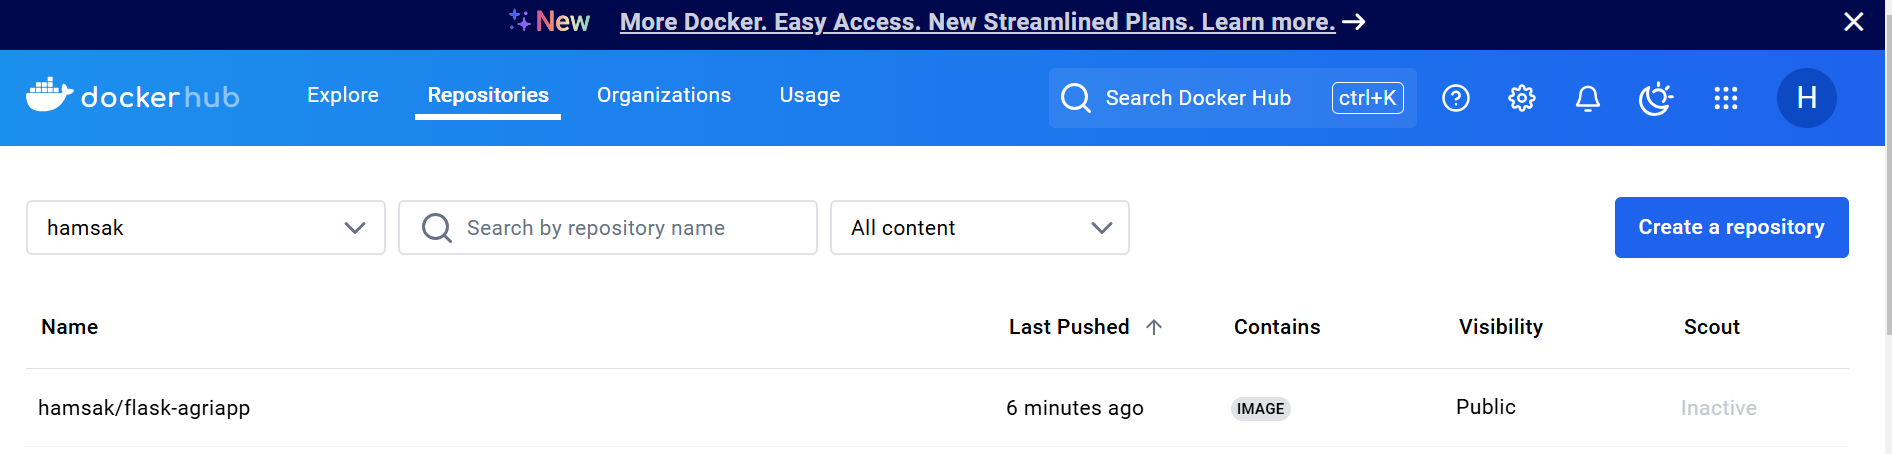 New More Docker. Easy Access. New Streamlined Plans. Learn more.
dockerhub Explore Repositories Organizations Usage Search Docker Hub ctrl+K H
hamsak Search by repository name All content Create a repository
Name Last Pushed Contains Visibility Scout
hamsak/flask-agriapp 6 minutes ago IMAGE Public Inactive